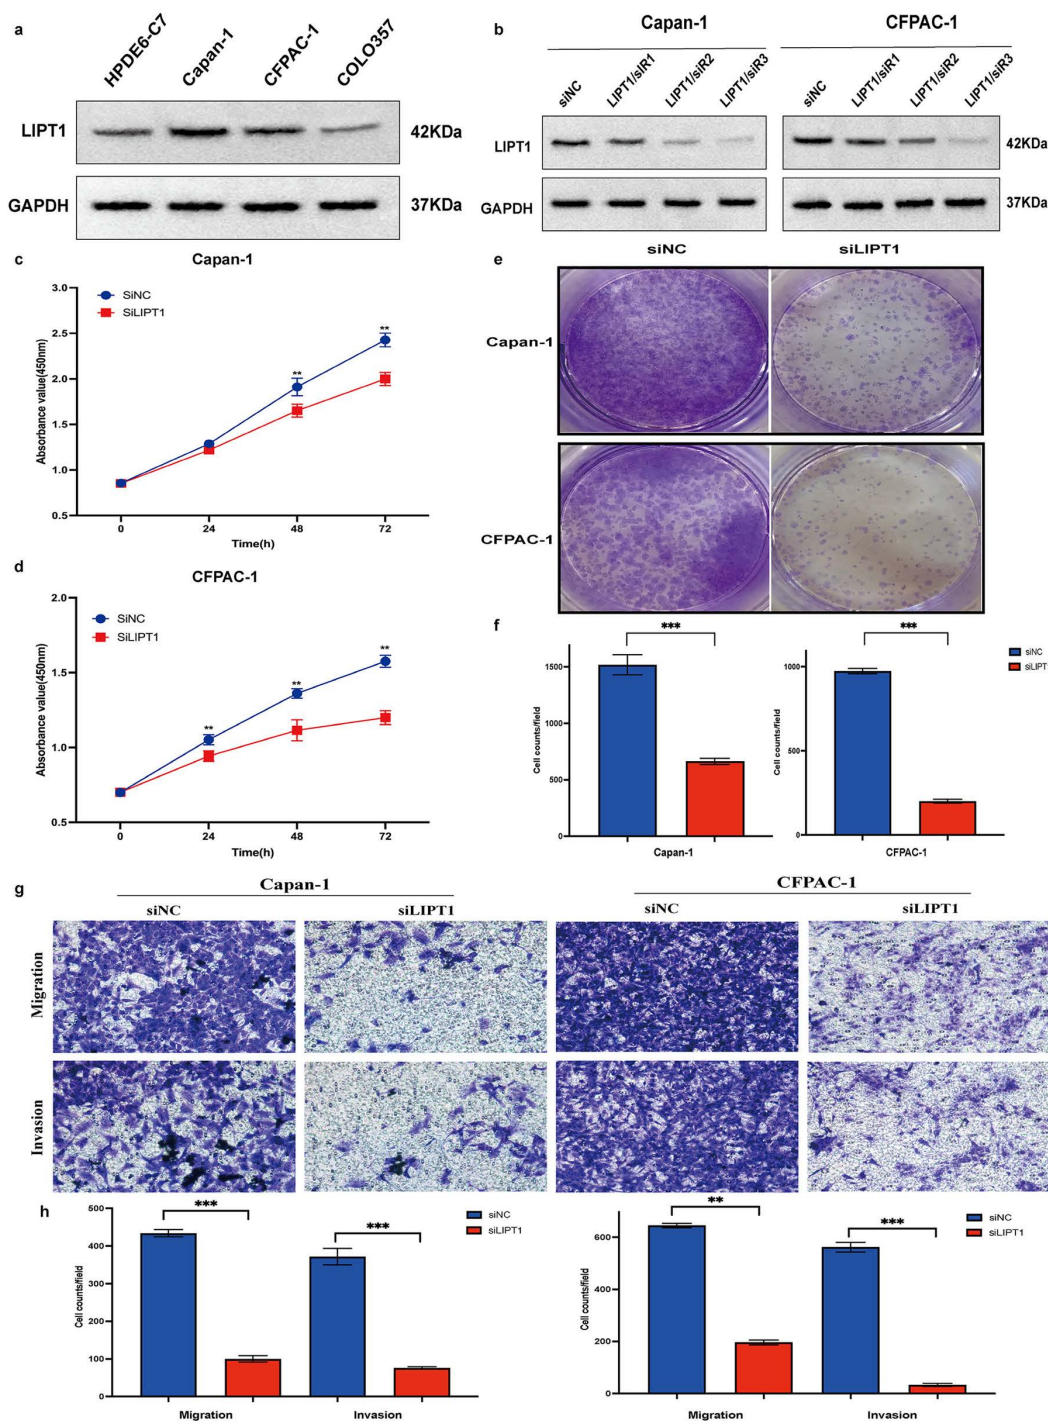 a
HPDE6-C7 Capan-1 CFPAC-1 COLO357
LIPT1 42KDa
GAPDH 37KDa
b
Capan-1 CFPAC-1
siNC LIPT1/siR1 LIPT1/siR2 LIPT1/siR3 siNC LIPT1/siR1 LIPT1/siR2 LIPT1/siR3
LIPT1 42KDa
GAPDH 37KDa
c
Capan-1
SiNC
SiLIPT1
Absorbance value(450nm)
3.0
2.5
2.0
1.5
1.0
0.5
0 24 48 72
Time(h)
** **
d
CFPAC-1
SiNC
SiLIPT1
Absorbance value(450nm)
2.0
1.5
1.0
0.5
0 24 48 72
Time(h)
** ** **
e
siNC siLIPT1
Capan-1
CFPAC-1
f
***
Cell counts/field
1500
1000
500
0
Capan-1
***
siNC
siLIPT1
Cell counts/field
1000
500
0
CFPAC-1
g
Capan-1 CFPAC-1
siNC siLIPT1 siNC siLIPT1
Migration
Invasion
h
*** ***
siNC
siLIPT1
Cell counts/field
500
400
300
200
100
0
Migration Invasion
** ***
siNC
siLIPT1
Cell counts/field
600
400
200
0
Migration Invasion